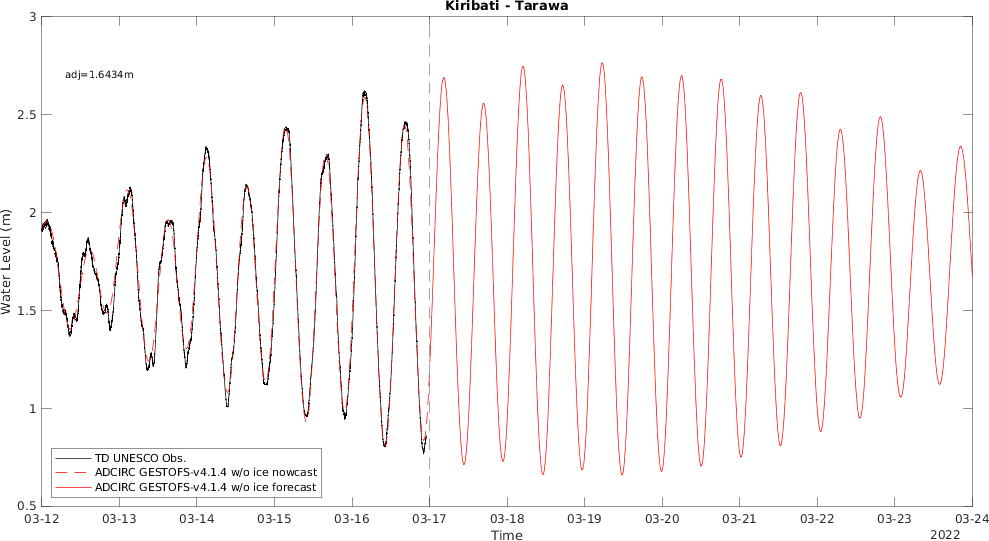 Kiribati - Tarawa
3
adj=1.6434m
2.5
2
Water Level (m)
1.5
1
TD UNESCO Obs.
ADCIRC GESTOFS-v4.1.4 w/o ice nowcast
ADCIRC GESTOFS-v4.1.4 w/o ice forecast
0.5
03-12 03-13 03-14 03-15 03-16 03-17 03-18 03-19 03-20 03-21 03-22 03-23 03-24
Time
2022